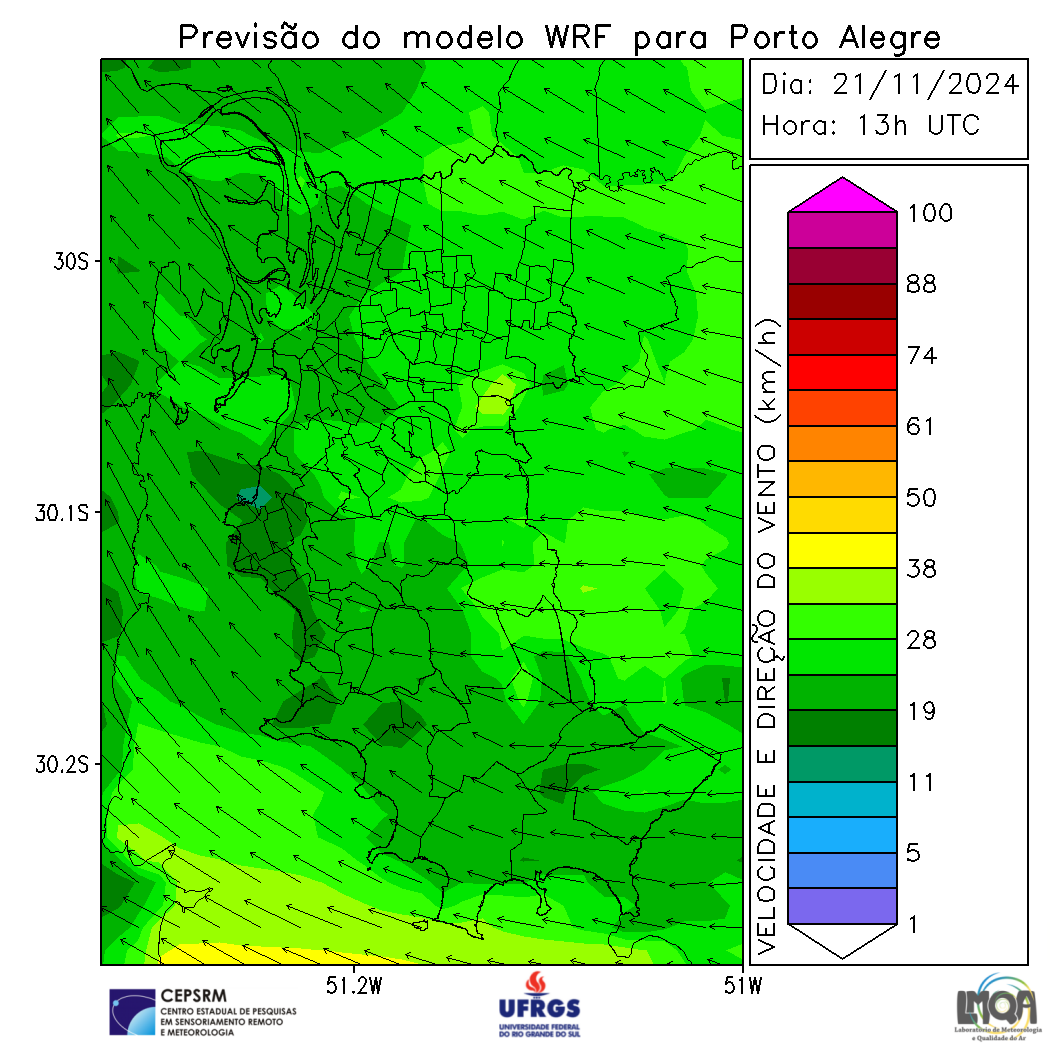 Previsão do modelo WRF para Porto Alegre
Dia: 21/11/2024
Hora: 13h UTC
30S
30.1S
30.2S
51.2W
51W
VELOCIDADE E DIREÇÃO DO VENTO (km/h)
100
88
74
61
50
38
28
19
11
5
1
CEPSRM
CENTRO ESTADUAL DE PESQUISAS
EM SENSORIAMENTO REMOTO
E METEOROLOGIA
UFRGS
UNIVERSIDADE FEDERAL
DO RIO GRANDE DO SUL
LMQA
Laboratório de Meteorologia
e Qualidade do Ar